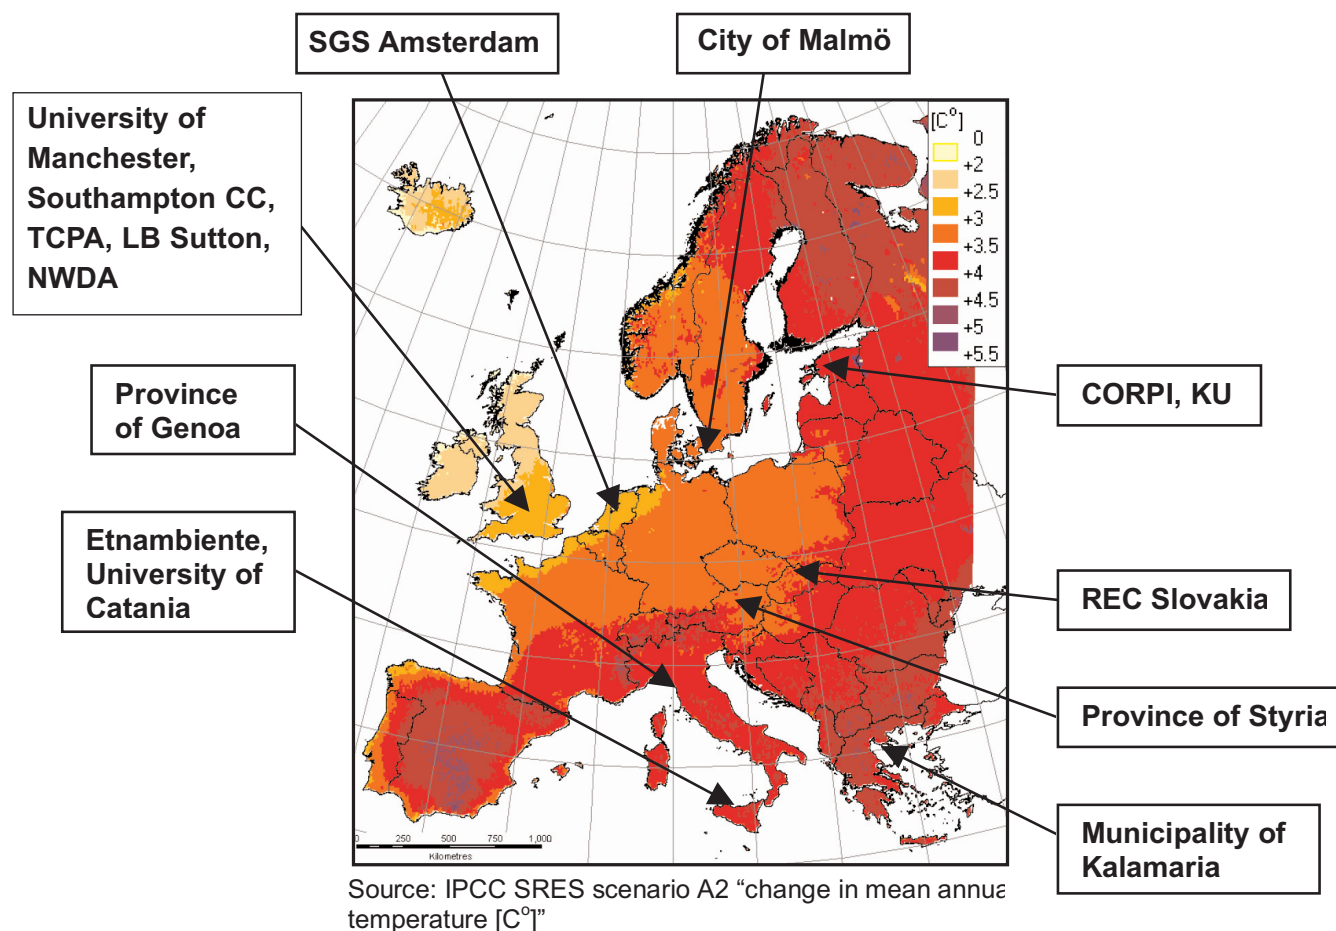 SGS Amsterdam
City of Malmö
University of
Manchester,
Southampton CC,
TCPA, LB Sutton,
NWDA
[C°]
0
+2
+2.5
+3
+3.5
+4
+4.5
+5
+5.5
Province
of Genoa
CORPI, KU
Etnambiente,
University of
Catania
REC Slovakia
Province of Styria
Municipality of
Kalamaria
0 250 500 750 1,000
Kilometres
Source: IPCC SRES scenario A2 “change in mean annua
temperature [C°]”